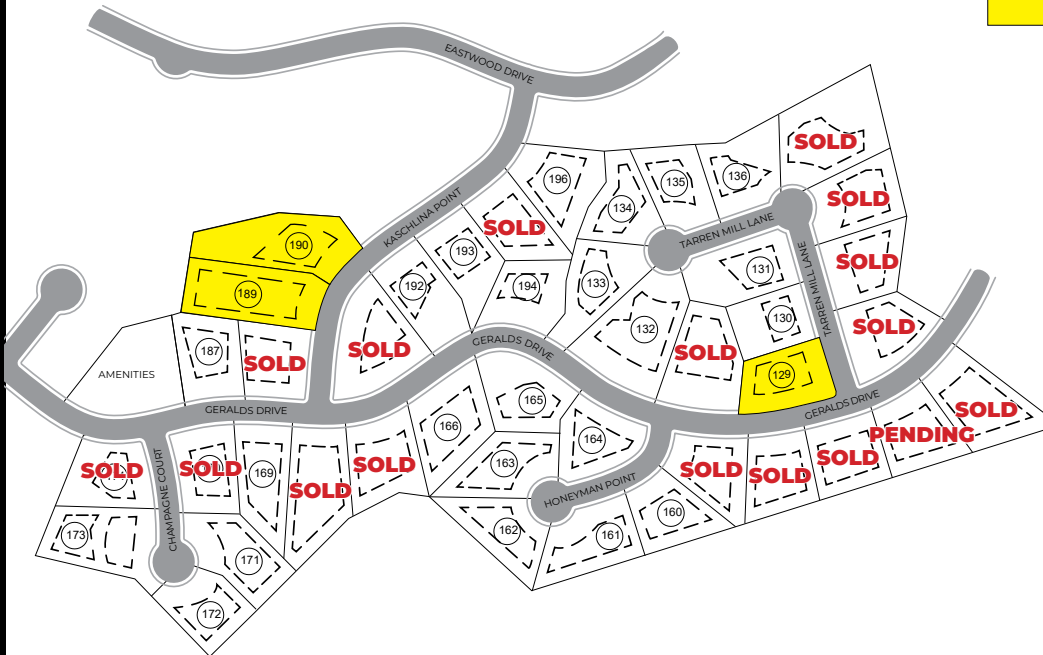 EASTWOOD DRIVE
SOLD
196
135
136
134
SOLD
KASCHLINA POINT
SOLD
TARREN MILL LANE
190
193
SOLD
131
192
194
133
189
TARREN MILL LANE
130
132
SOLD
187
SOLD
SOLD
GERALDS DRIVE
SOLD
AMENITIES
129
165
GERALDS DRIVE
GERALDS DRIVE
SOLD
166
PENDING
164
SOLD
SOLD
169
SOLD
163
SOLD
SOLD
SOLD
SOLD
CHAMPAGNE COURT
HONEYMAN POINT
160
173
162
161
171
172